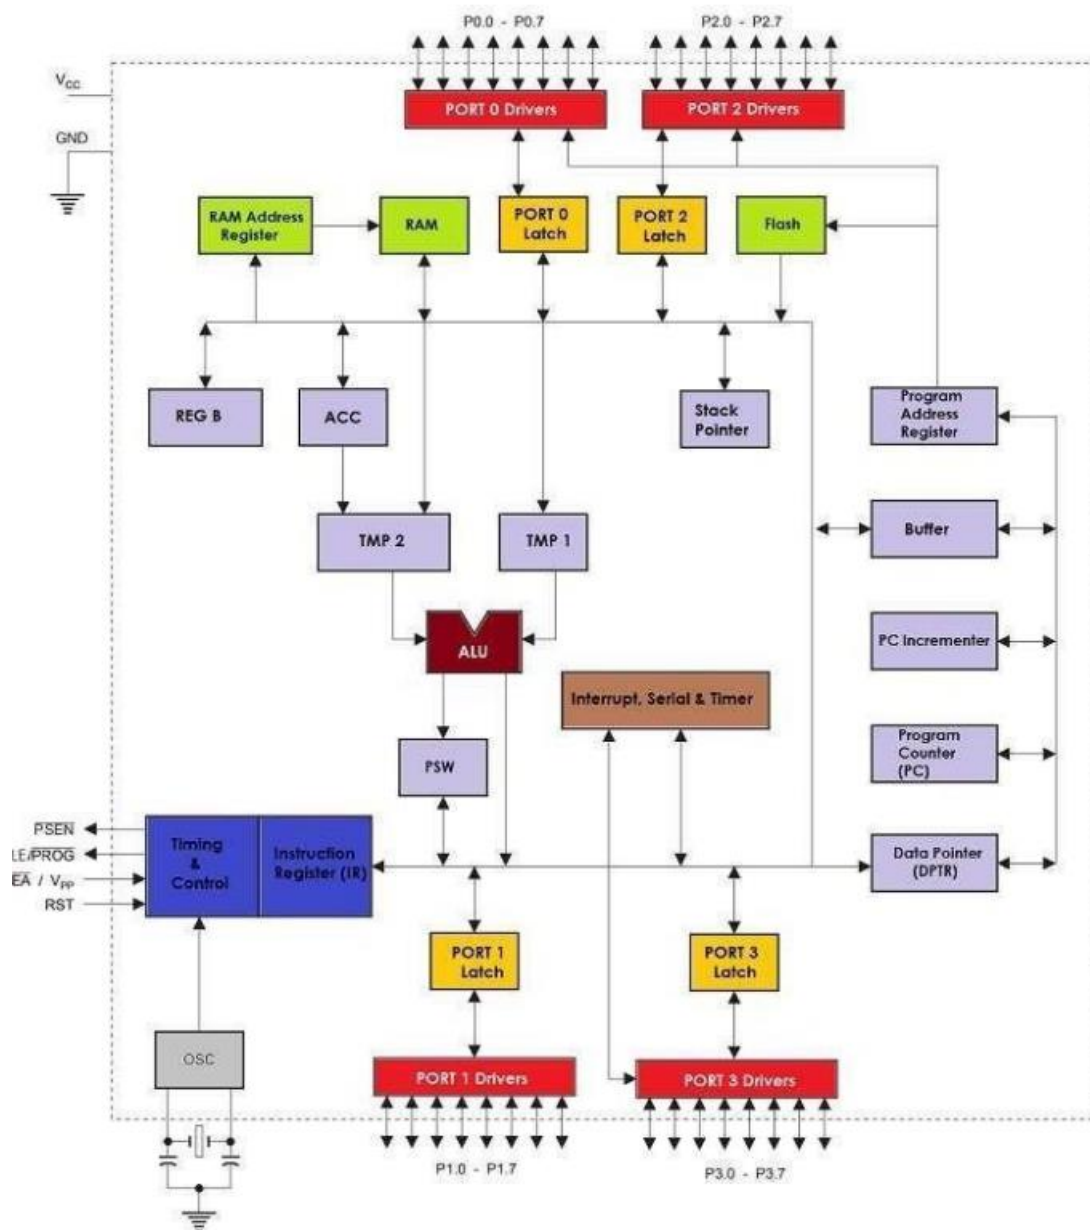 P0.0 - P0.7
P2.0 - P2.7
VCC
PORT 0 Drivers
PORT 2 Drivers
GND
RAM Address
Register
RAM
PORT 0
Latch
PORT 2
Latch
Flash
REG B
ACC
Stack
Pointer
Program
Address
Register
TMP 2
TMP 1
Buffer
ALU
PC Incrementer
Interrupt, Serial & Timer
PSW
Program
Counter
(PC)
PSEN
LE/PROG
EA / VPP
RST
Timing
&
Control
Instruction
Register (IR)
Data Pointer
(DPTR)
PORT 1
Latch
PORT 3
Latch
OSC
PORT 1 Drivers
PORT 3 Drivers
P1.0 - P1.7
P3.0 - P3.7